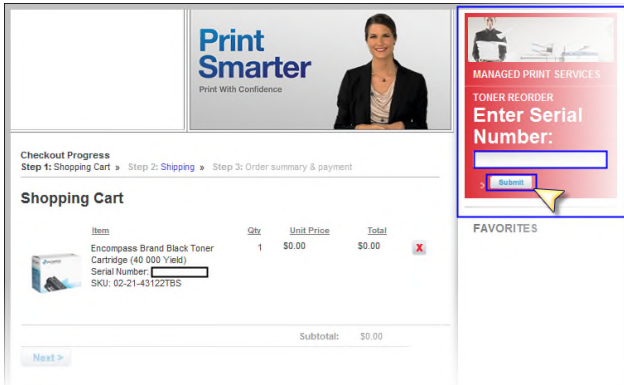 Print
Smarter
Print With Confidence
MANAGED PRINT SERVICES
TONER REORDER
Enter Serial
Number:
> Submit
FAVORITES
Checkout Progress
Step 1: Shopping Cart » Step 2: Shipping » Step 3: Order summary & payment
Shopping Cart
Item Qty Unit Price Total
Encompass Brand Black Toner 1 $0.00 $0.00 X
Cartridge (40 000 Yield)
Serial Number:
SKU: 02-21-43122TBS
Subtotal: $0.00
Next >